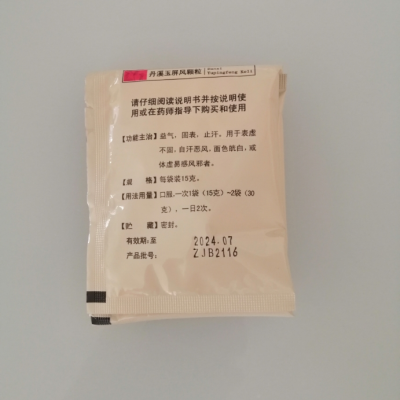 丹溪玉屏风颗粒
Danxi
Yupingfeng Keli
请仔细阅读说明书并按说明使
用或在药师指导下购买和使用
【功能主治】益气，固表，止汗。用于表虚
不固，自汗恶风，面色㿠白，或
体虚易感风邪者。
【规 格】每袋装15克。
【用法用量】口服，一次1袋（15克）~2袋（30
克），一日2次。
【贮 藏】密封。
有效期：至 2024.07
产品批号： ZJB2116